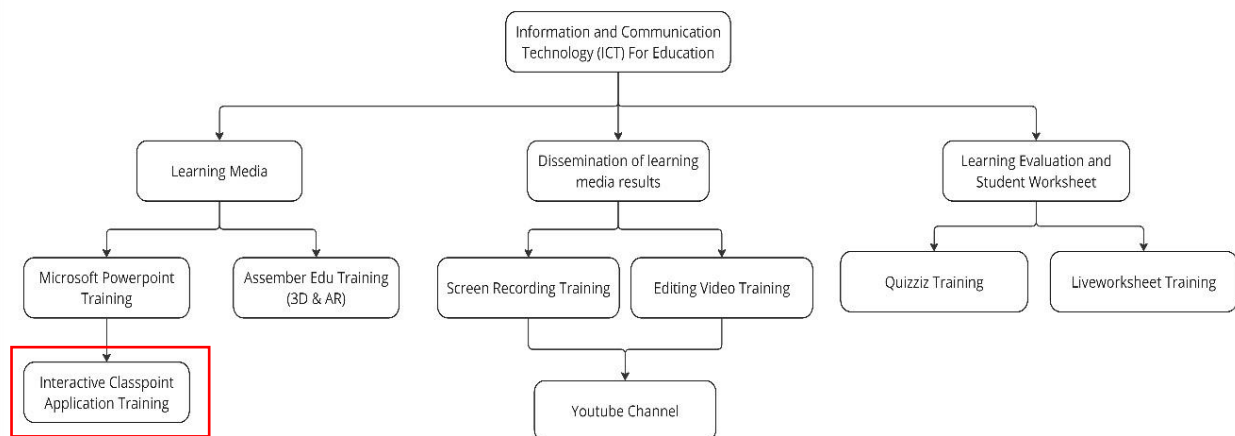 Information and Communication
Technology (ICT) For Education
Learning Media
Dissemination of learning
media results
Learning Evaluation and
Student Worksheet
Microsoft Powerpoint
Training
Assember Edu Training
(3D & AR)
Screen Recording Training
Editing Video Training
Quizziz Training
Liveworksheet Training
Interactive Classpoint
Application Training
Youtube Channel